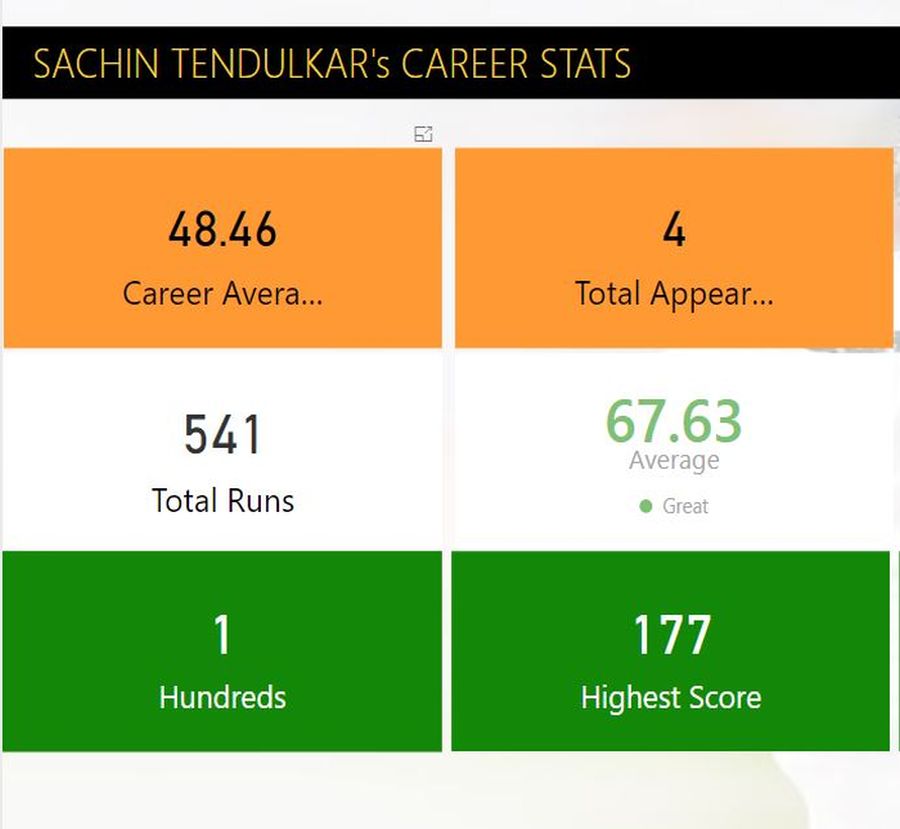 SACHIN TENDULKAR's CAREER STATS
48.46
Career Avera...
4
Total Appear...
541
Total Runs
67.63
Average
Great
1
Hundreds
177
Highest Score